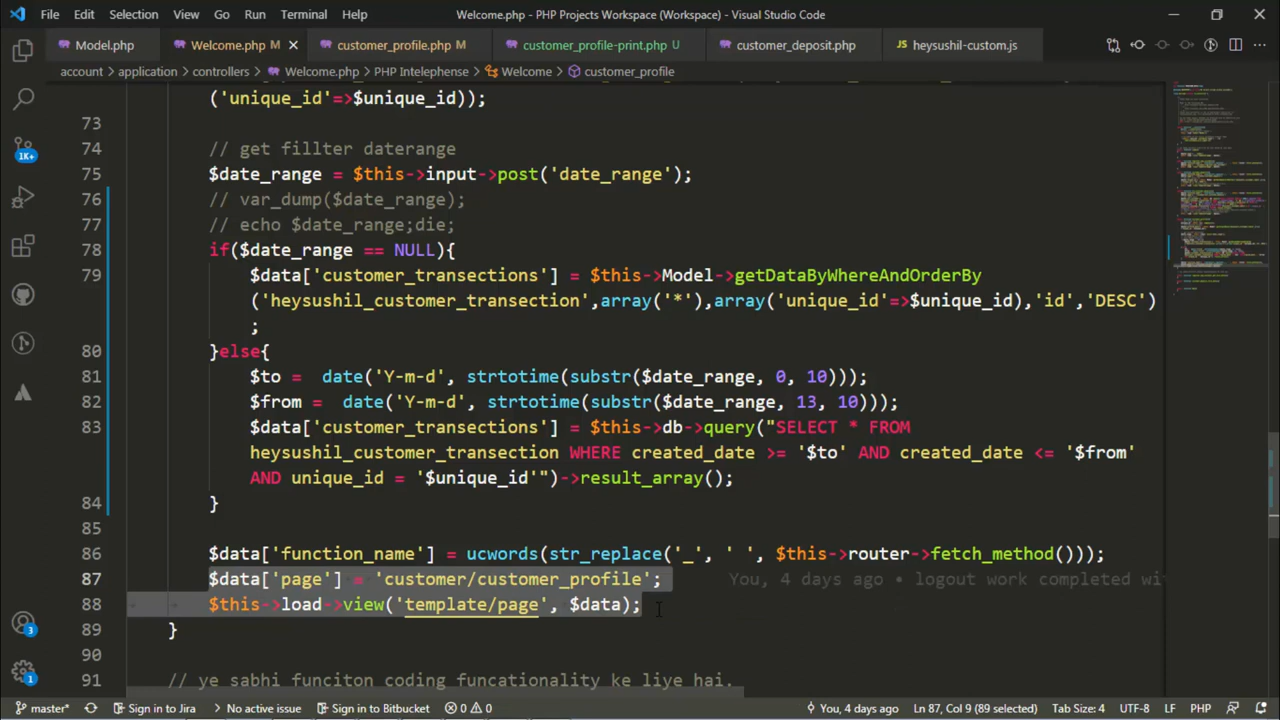 File Edit Selection View Go Run Terminal Help Welcome.php - PHP Projects Workspace (Workspace) - Visual Studio Code
Model.php Welcome.php M customer_profile.php M customer_profile-print.php U customer_deposit.php JS heysushil-custom.js
account application controllers Welcome.php PHP Intelephense Welcome customer_profile
('unique_id'=>$unique_id));
73
74 // get fillter daterange
75 $date_range = $this->input->post('date_range');
76 // var_dump($date_range);
77 // echo $date_range;die;
78 if($date_range == NULL){
79 $data['customer_transections'] = $this->Model->getDataByWhereAndOrderBy
('heysushil_customer_transection',array('*'),array('unique_id'=>$unique_id),'id','DESC')
;
80 }else{
81 $to =  date('Y-m-d', strtotime(substr($date_range, 0, 10)));
82 $from =  date('Y-m-d', strtotime(substr($date_range, 13, 10)));
83 $data['customer_transections'] = $this->db->query("SELECT * FROM
heysushil_customer_transection WHERE created_date >= '$to' AND created_date <= '$from'
AND unique_id = '$unique_id'")->result_array();
84 }
85
86 $data['function_name'] = ucwords(str_replace('_', ' ', $this->router->fetch_method()));
87 $data['page'] = 'customer/customer_profile'; You, 4 days ago • logout work completed wi
88 $this->load->view('template/page', $data);
89 }
90
91 // ye sabhi funciton coding funcationality ke liye hai.
1K+
3
1
master* Sign in to Jira No active issue Sign in to Bitbucket 0 0 You, 4 days ago Ln 87, Col 9 (89 selected) Tab Size: 4 UTF-8 LF PHP